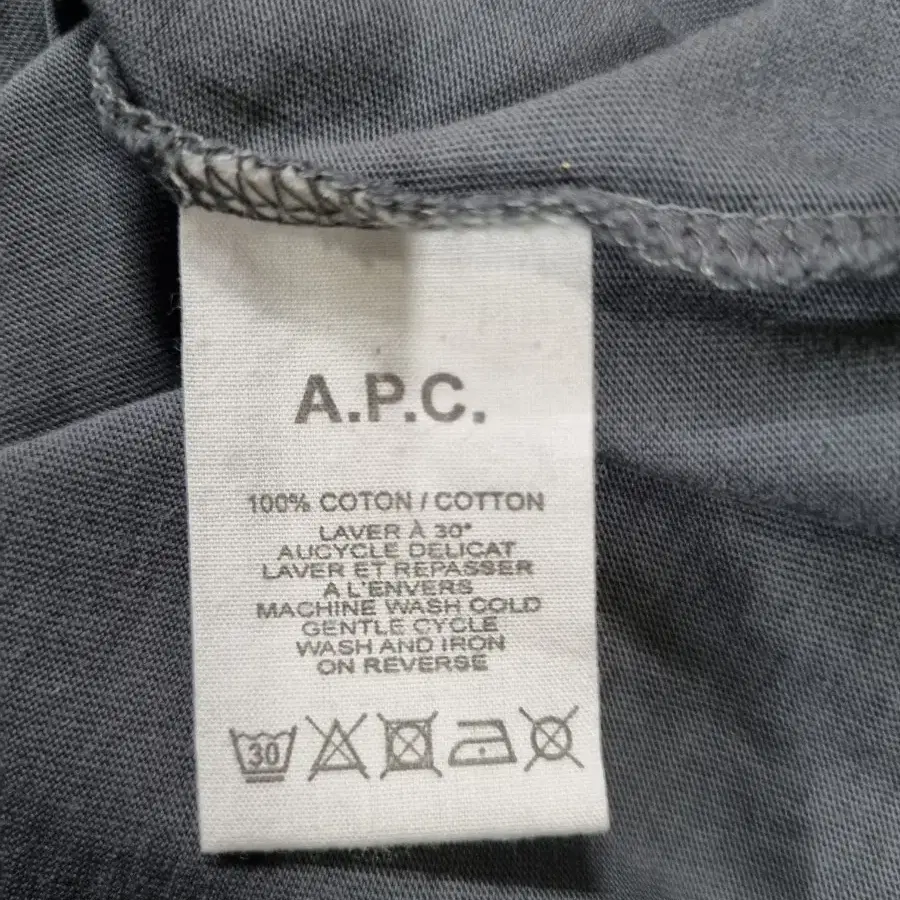 A.P.C.
100% COTON / COTTON
LAVER À 30°
AUCYCLE DELICAT
LAVER ET REPASSER
A L'ENVERS
MACHINE WASH COLD
GENTLE CYCLE
WASH AND IRON
ON REVERSE
30